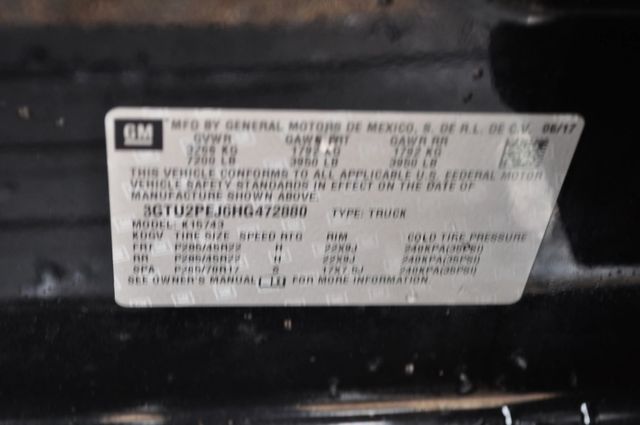 GM MFD BY GENERAL MOTORS DE MEXICO, S. DE R.L. DE C.V. 06/17
GVWR GAWR FRT GAWR RR
3266 KG 1792 KG 1792 KG
7200 LB 3950 LB 3950 LB
THIS VEHICLE CONFORMS TO ALL APPLICABLE U.S. FEDERAL MOTOR
VEHICLE SAFETY STANDARDS IN EFFECT ON THE DATE OF
MANUFACTURE SHOWN ABOVE.
3GTU2PEJ6HG472880 TYPE: TRUCK
MODEL: K15743
TIRE SIZE SPEED RTG RIM COLD TIRE PRESSURE
FRT P285/45R22 H 22X9J 240KPA(35PSI)
RR P285/45R22 H 22X9J 240KPA(35PSI)
SPA P265/70R17 S 17X7.5J 240KPA(35PSI)
SEE OWNER'S MANUAL FOR MORE INFORMATION